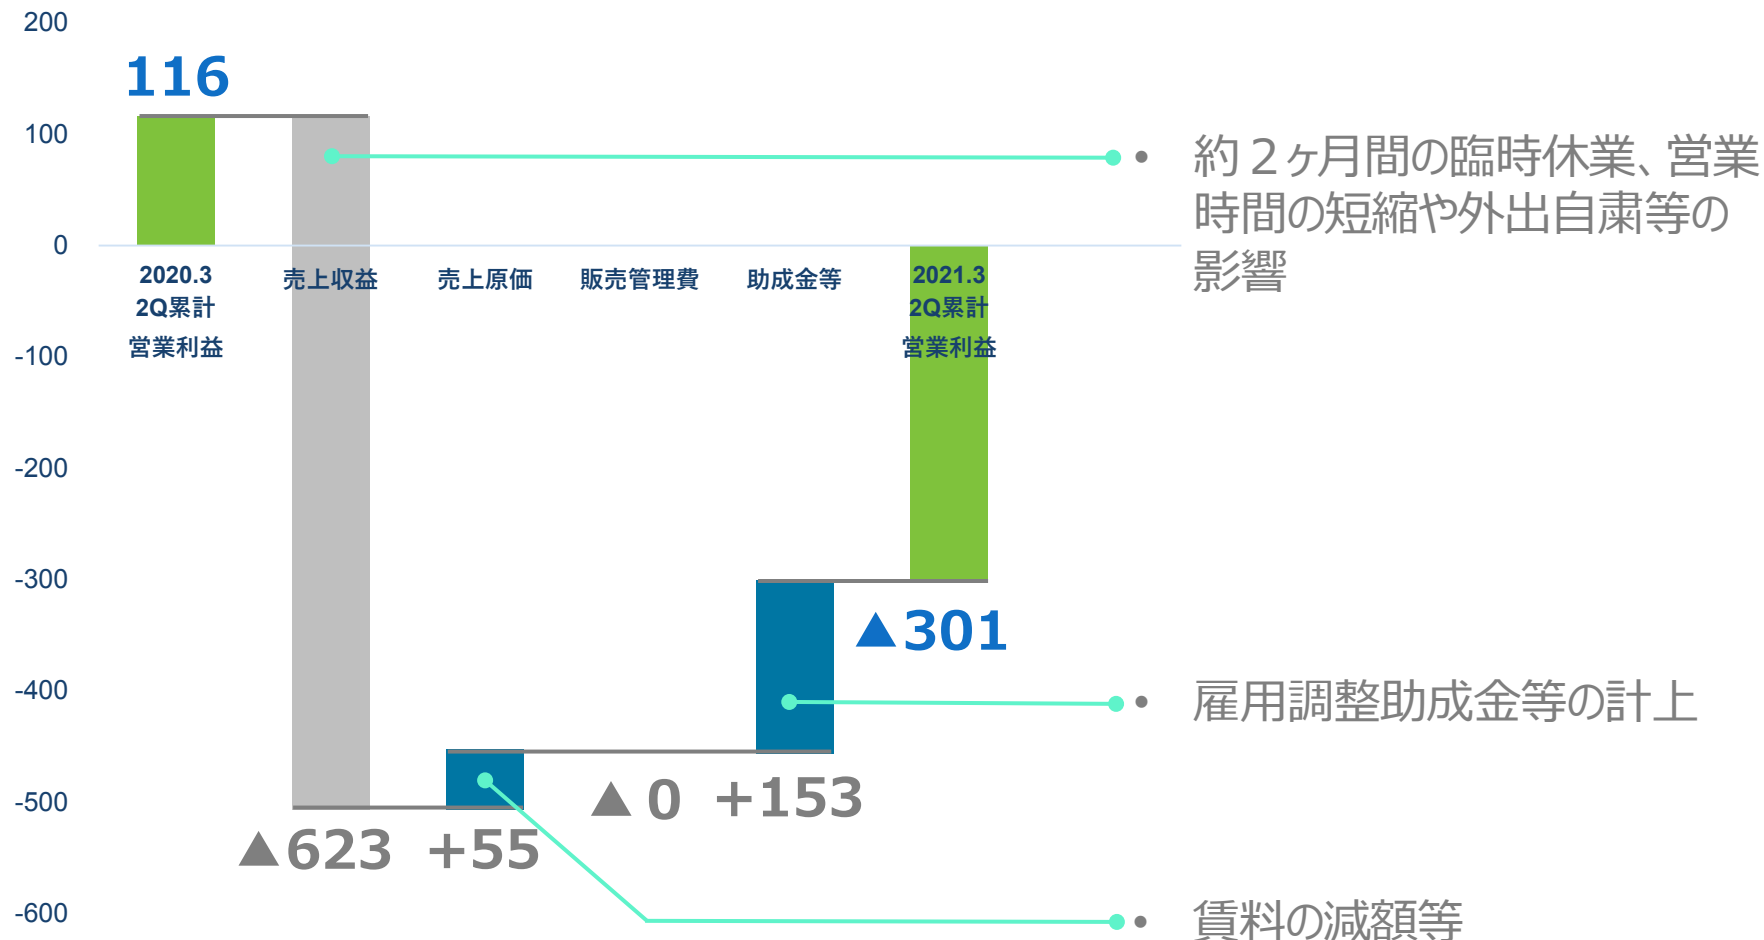 200
100
0
-100
-200
-300
-400
-500
-600
116
2020.3
2Q累計
営業利益
売上収益
売上原価
販売管理費
助成金等
2021.3
2Q累計
営業利益
▲623
+55
▲0
+153
▲301
• 約２ヶ月間の臨時休業、営業
時間の短縮や外出自粛等の
影響
• 雇用調整助成金等の計上
• 賃料の減額等